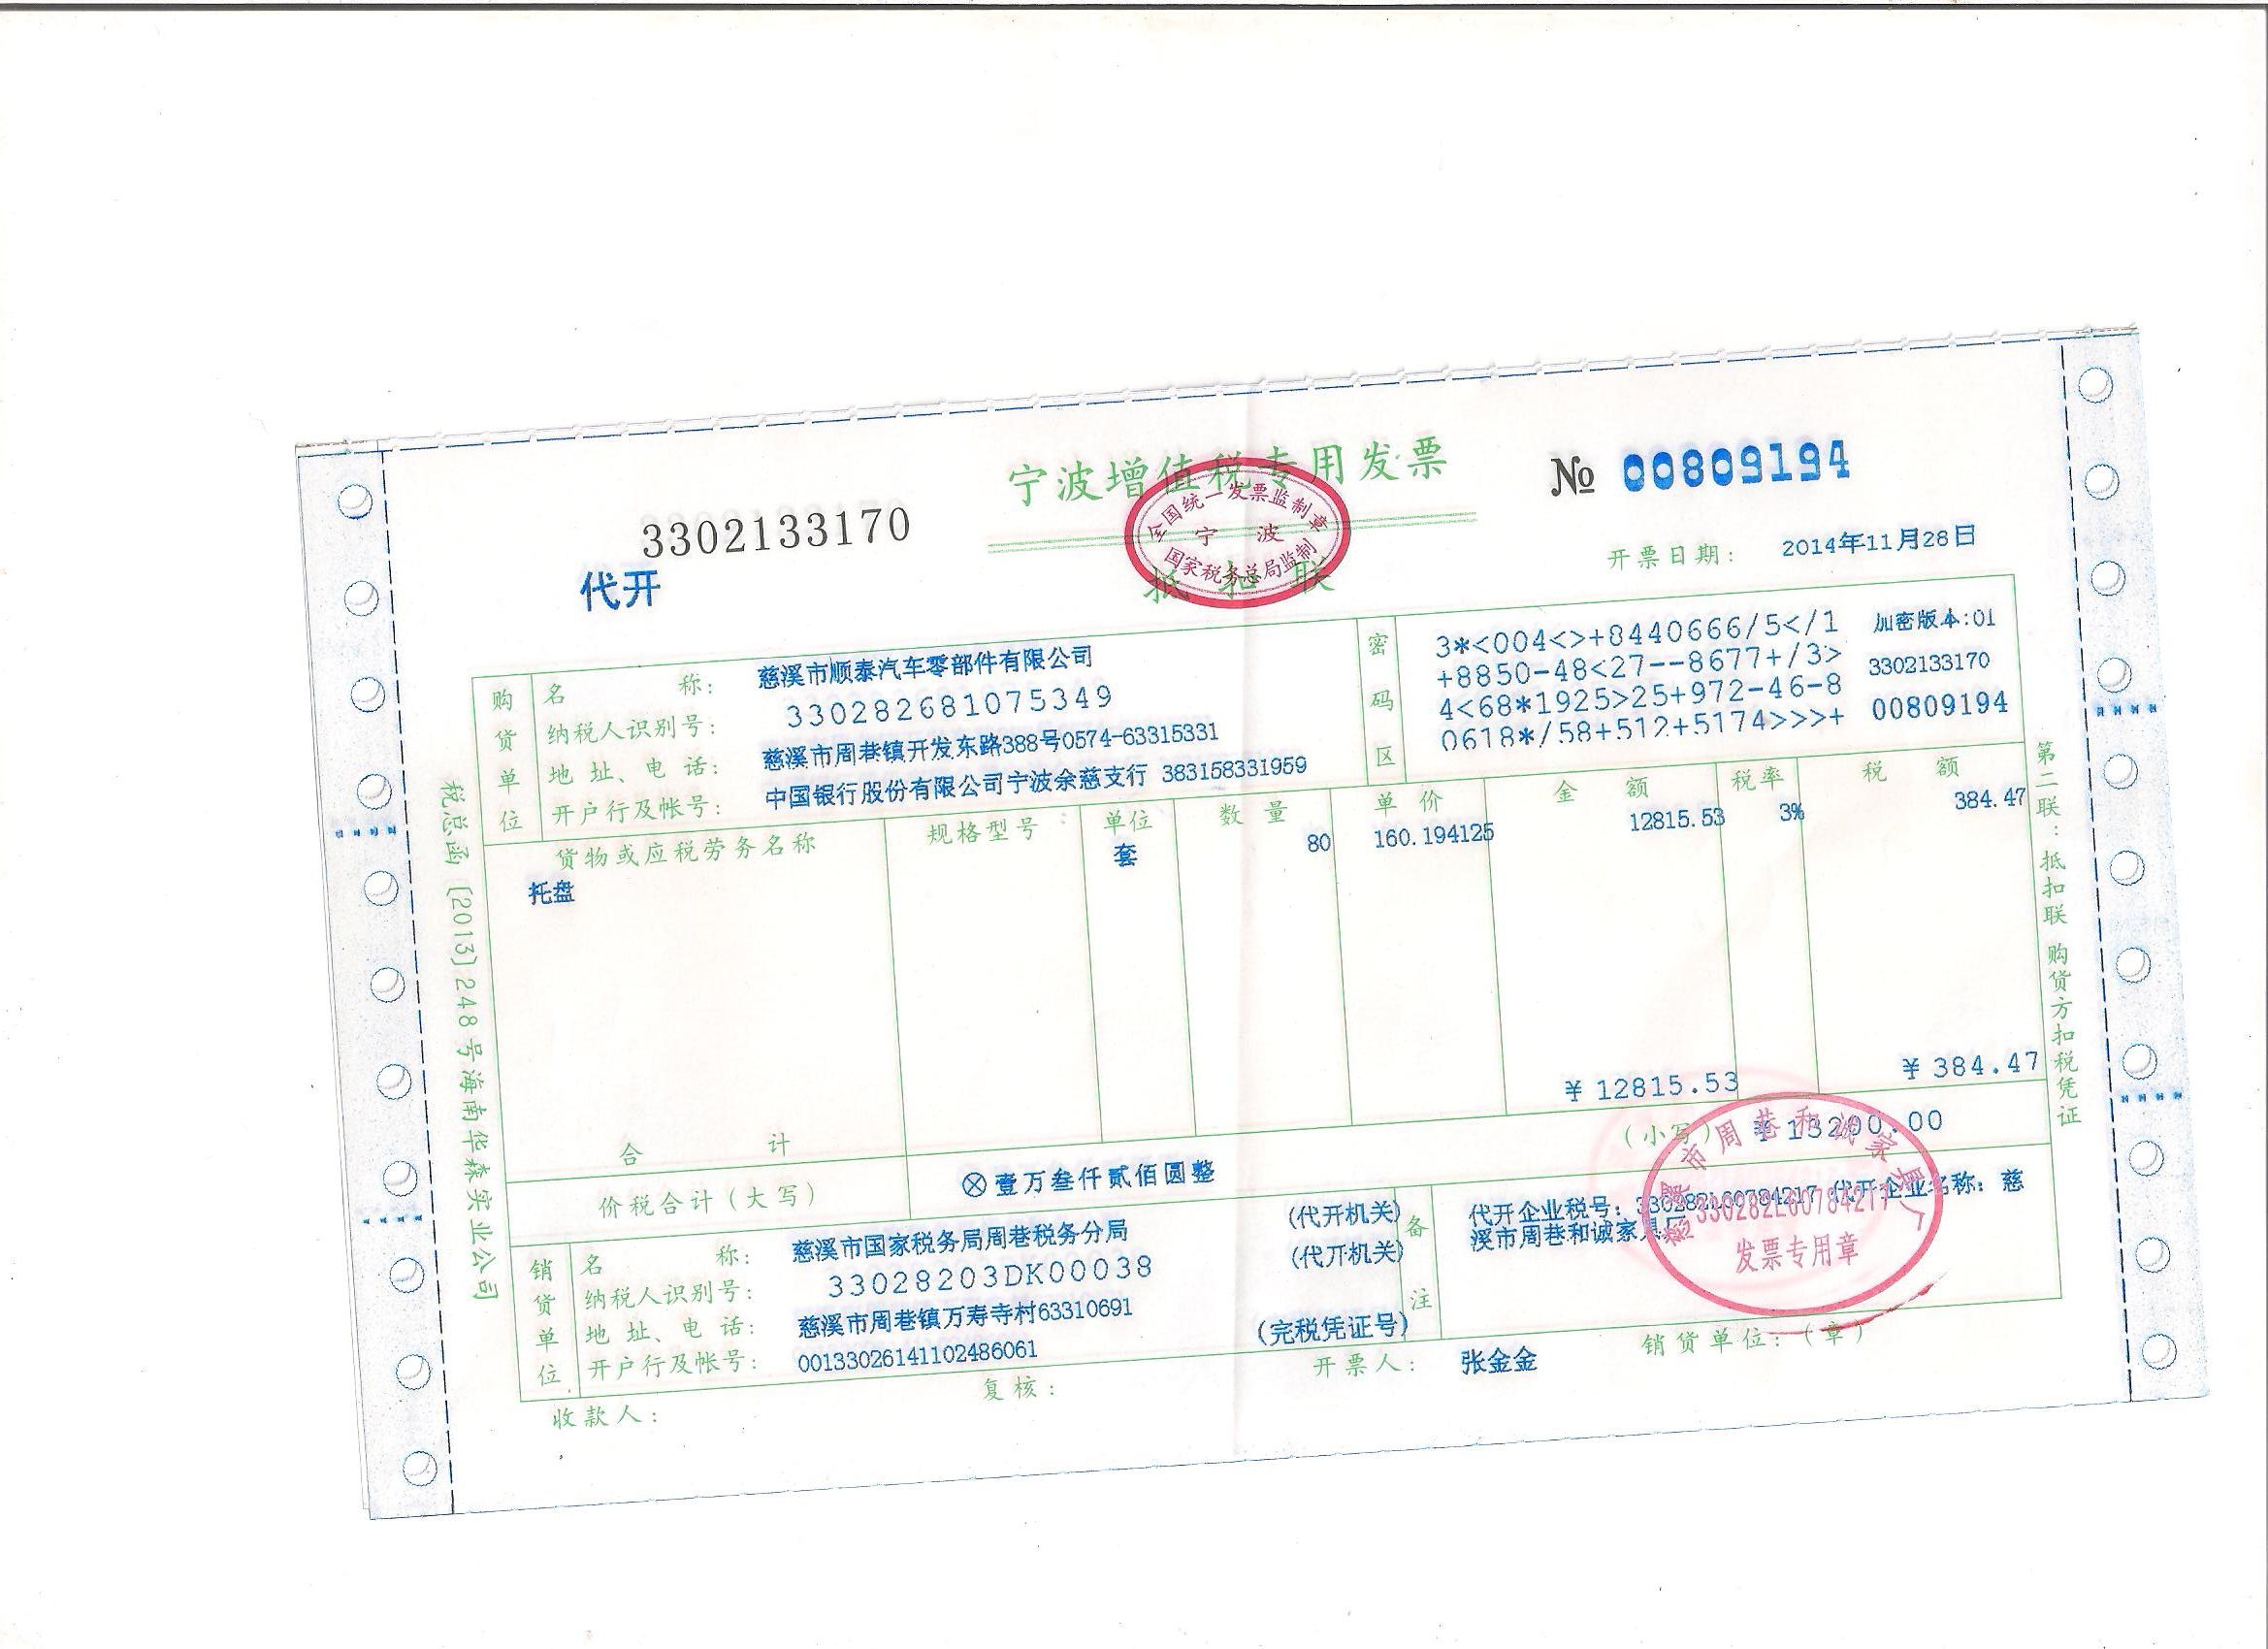 宁波增值税专用发票
№ 00809194
3302133170
代开
全国统一发票监制章
宁 波
国家税务总局监制
抵 扣 联
开票日期: 2014年11月28日
购货单位
名 称: 慈溪市顺泰汽车零部件有限公司
纳税人识别号: 330282681075349
地 址、电 话: 慈溪市周巷镇开发东路388号0574-63315331
开户行及帐号: 中国银行股份有限公司宁波余慈支行 383158331959
密码区
3*<004<>+8440666/5</1 加密版本:01
+8850-48<27--8677+/3> 3302133170
4<68*1925>25+972-46-8 00809194
0618*/58+512+5174>>>+
货物或应税劳务名称 规格型号 单位 数 量 单 价 金 额 税率 税 额
托盘 套 80 160.194125 12815.53 3% 384.47
合 计 ¥12815.53 ¥384.47
价税合计(大写) ⊗壹万叁仟贰佰圆整 (小写) ¥13200.00
销货单位
名 称: 慈溪市国家税务局周巷税务分局 (代开机关)
纳税人识别号: 33028203DK00038 (代开机关)
地 址、电 话: 慈溪市周巷镇万寿寺村63310691
开户行及帐号: 00133026141102486061 (完税凭证号)
备注
代开企业税号: 330282L60784217 代开企业名称: 慈
溪市周巷和诚家具厂
慈溪市周巷和诚家具厂
330282L60784217
发票专用章
收款人:
复核:
开票人: 张金金
销货单位:(章)
税总函〔2013〕248号海南华森实业公司
第二联:抵扣联 购货方扣税凭证